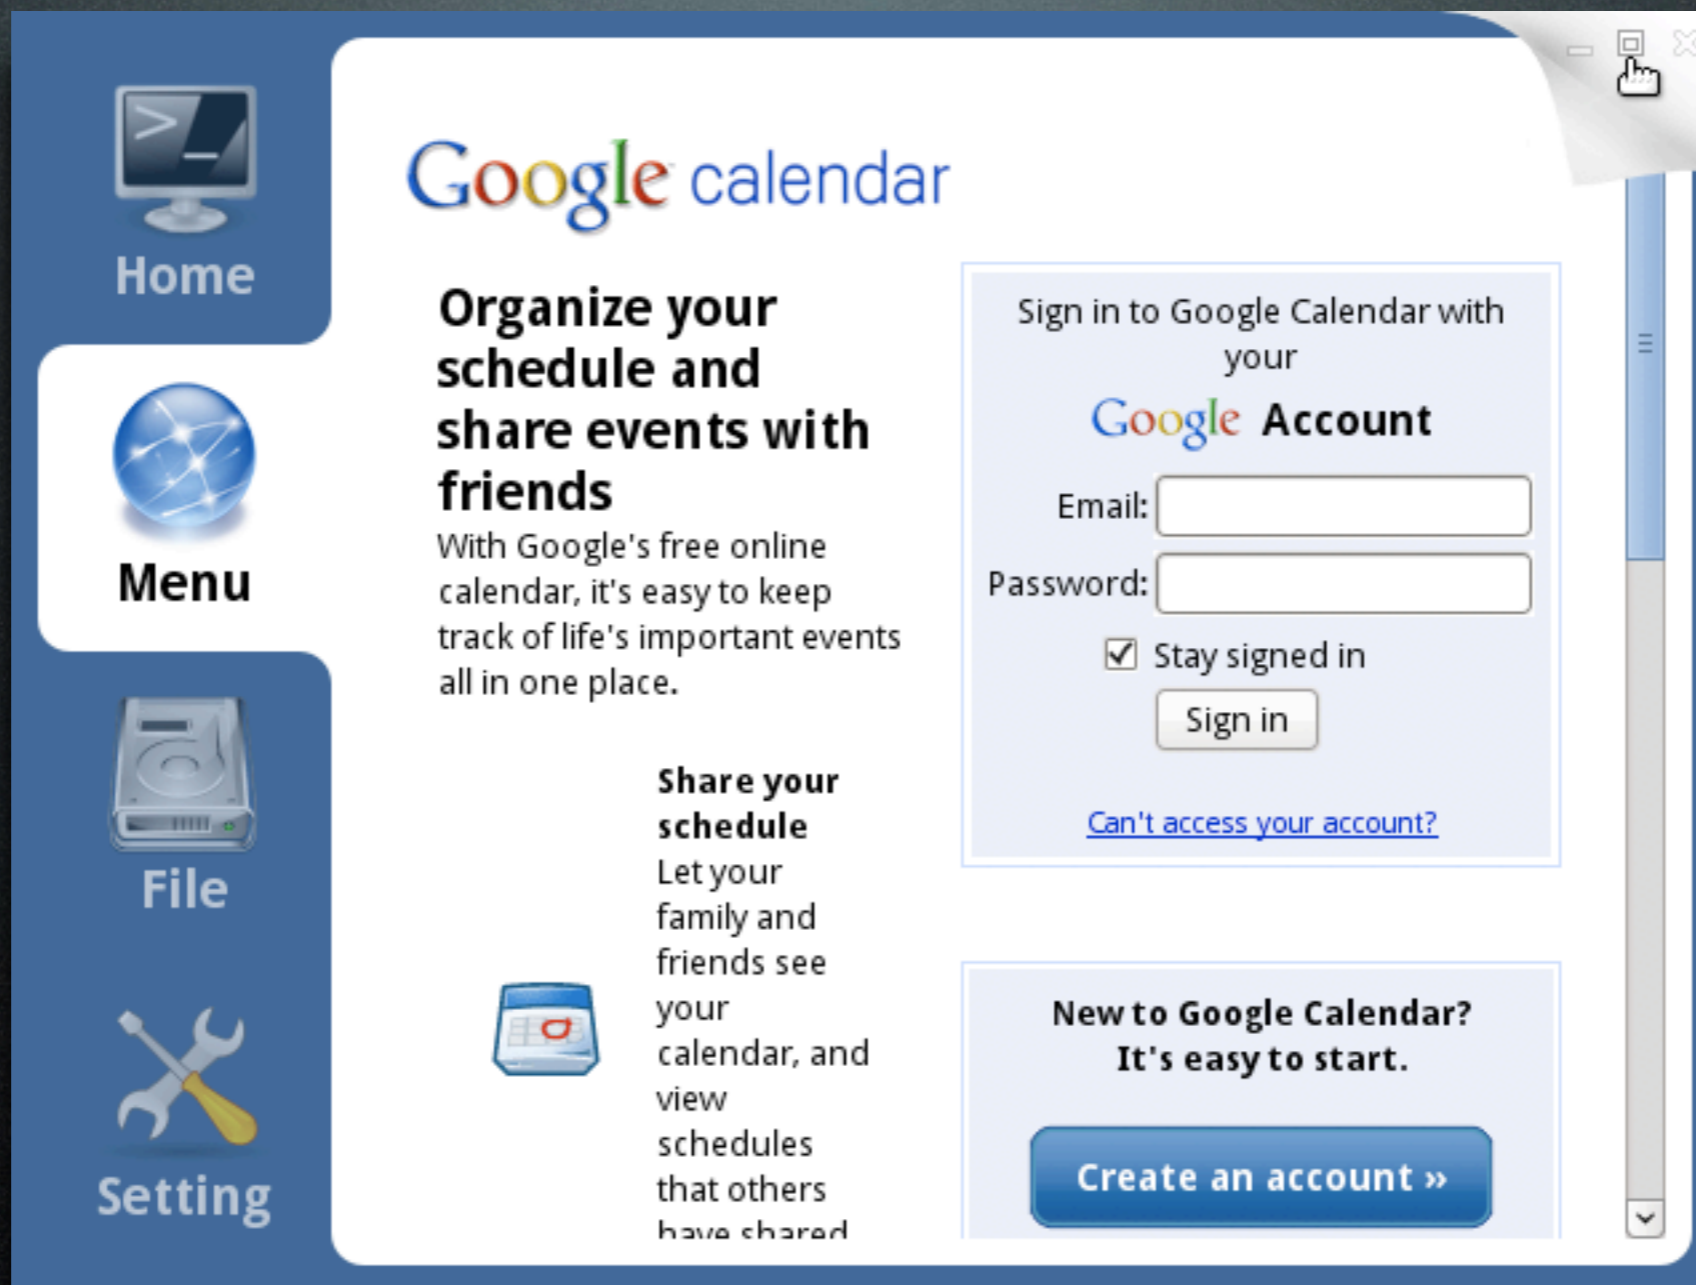 Home
Menu
File
Setting
Google calendar
Organize your
schedule and
share events with
friends
With Google's free online
calendar, it's easy to keep
track of life's important events
all in one place.
Share your
schedule
Let your
family and
friends see
your
calendar, and
view
schedules
that others
have shared
Sign in to Google Calendar with
your
Google Account
Email:
Password:
Stay signed in
Sign in
Can't access your account?
New to Google Calendar?
It's easy to start.
Create an account »